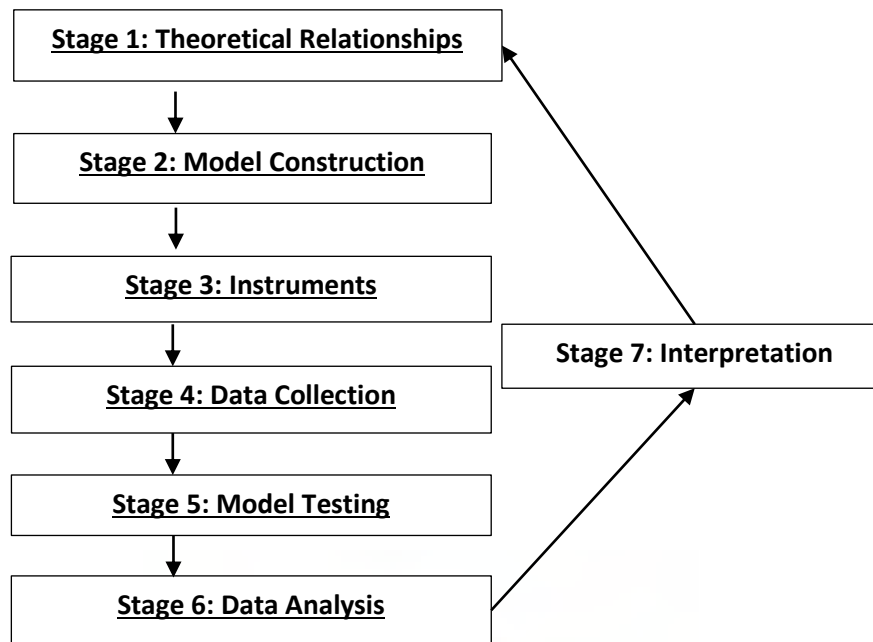 Stage 1: Theoretical Relationships
Stage 2: Model Construction
Stage 3: Instruments
Stage 7: Interpretation
Stage 4: Data Collection
Stage 5: Model Testing
Stage 6: Data Analysis